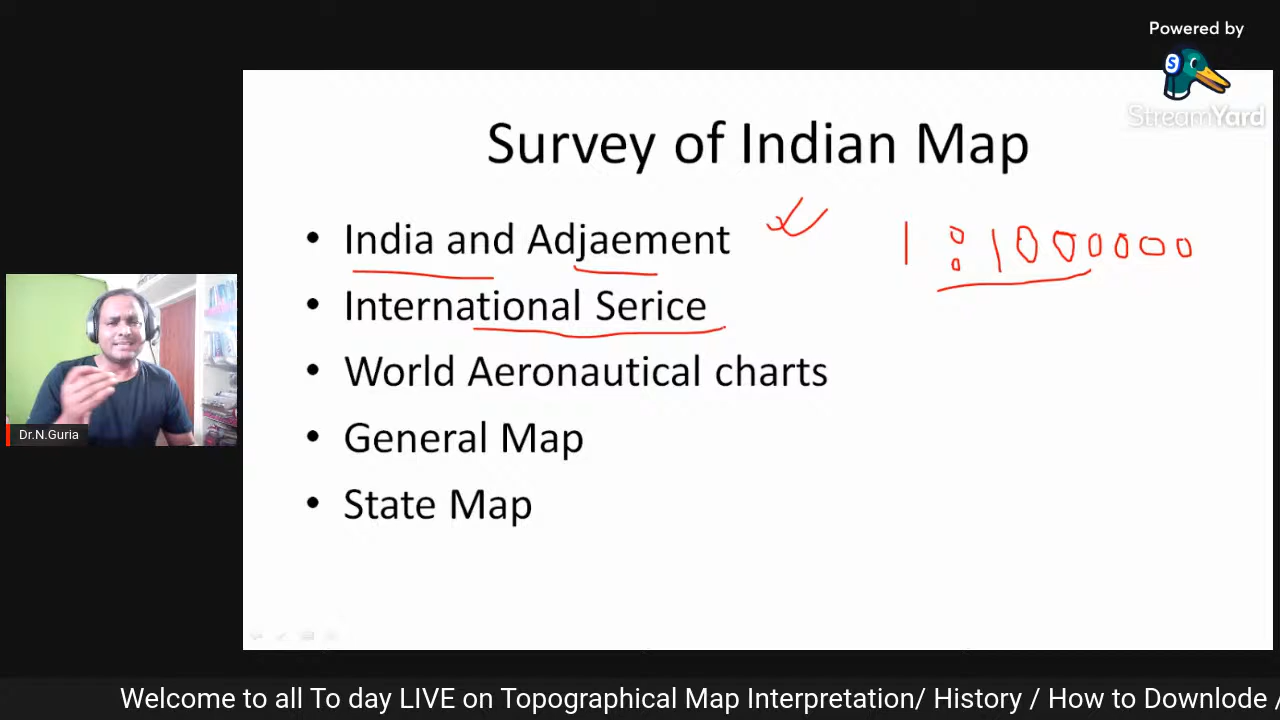 Powered by
StreamYard
Survey of Indian Map
• India and Adjaement
1:1000000
• International Serice
• World Aeronautical charts
• General Map
• State Map
Dr.N.Guria
Welcome to all To day LIVE on Topographical Map Interpretation/ History / How to Downlode /